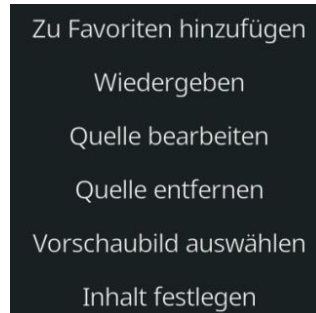 Zu Favoriten hinzufügen
Wiedergeben
Quelle bearbeiten
Quelle entfernen
Vorschaubild auswählen
Inhalt festlegen